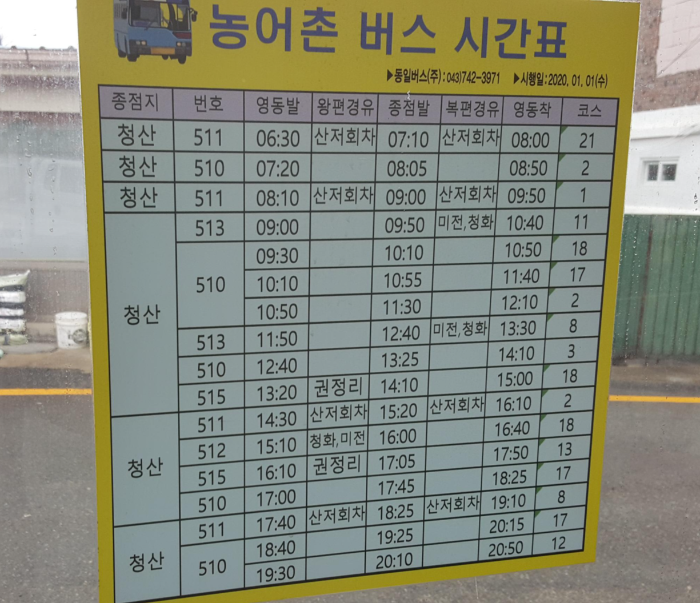 농어촌 버스 시간표
▶동일버스(주): 043)742-3971 ▶시행일: 2020. 01. 01(수)
종점지 번호 영동발 왕편경유 종점발 복편경유 영동착 코스
청산 511 06:30 산저회차 07:10 산저회차 08:00 21
청산 510 07:20 08:05 08:50 2
청산 511 08:10 산저회차 09:00 산저회차 09:50 1
청산 513 09:00 09:50 미전,청화 10:40 11
510 09:30 10:10 10:50 18
10:10 10:55 11:40 17
10:50 11:30 12:10 2
513 11:50 12:40 미전,청화 13:30 8
510 12:40 13:25 14:10 3
515 13:20 권정리 14:10 15:00 18
청산 511 14:30 산저회차 15:20 산저회차 16:10 2
512 15:10 청화,미전 16:00 16:40 18
515 16:10 권정리 17:05 17:50 13
510 17:00 17:45 18:25 17
청산 511 17:40 산저회차 18:25 산저회차 19:10 8
510 18:40 19:25 20:15 17
19:30 20:10 20:50 12